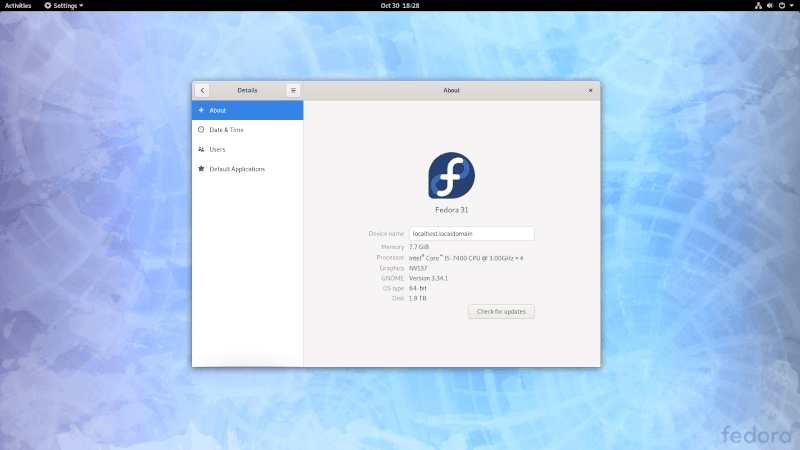 Activities Settings Oct 30 18:28
Details About
About
Date & Time
Users
Default Applications
Fedora 31
Device name localhost.localdomain
Memory 7.7 GiB
Processor Intel® Core™ i5-7400 CPU @ 3.00GHz × 4
Graphics NV137
GNOME Version 3.34.1
OS type 64-bit
Disk 1.9 TB
Check for updates
fedora